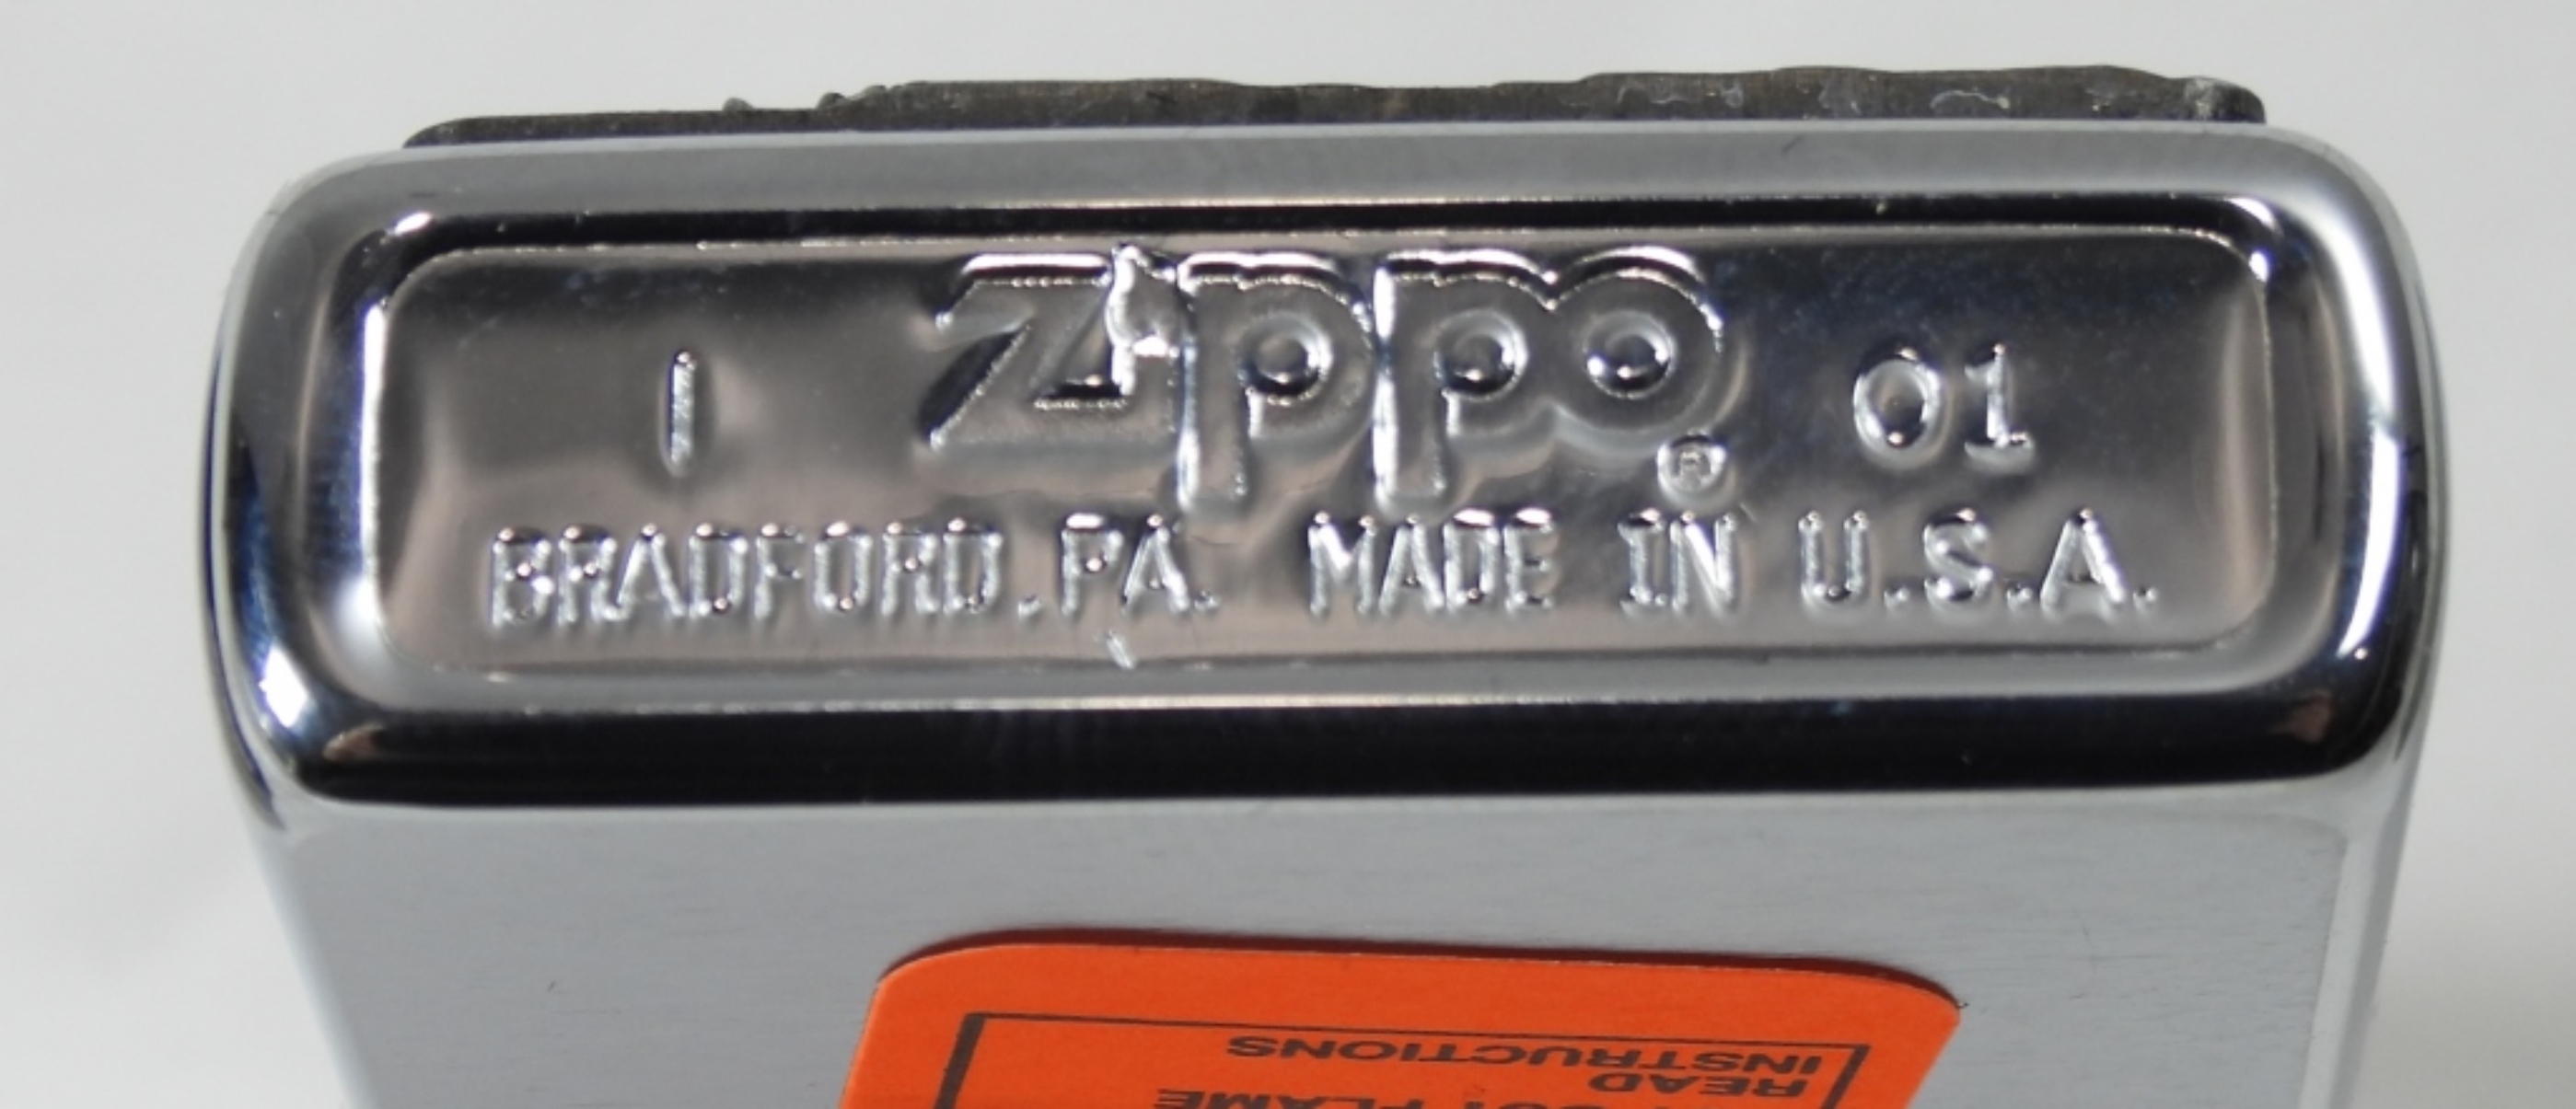 I Zippo ® 01
BRADFORD.PA. MADE IN U.S.A.
READ
INSTRUCTIONS